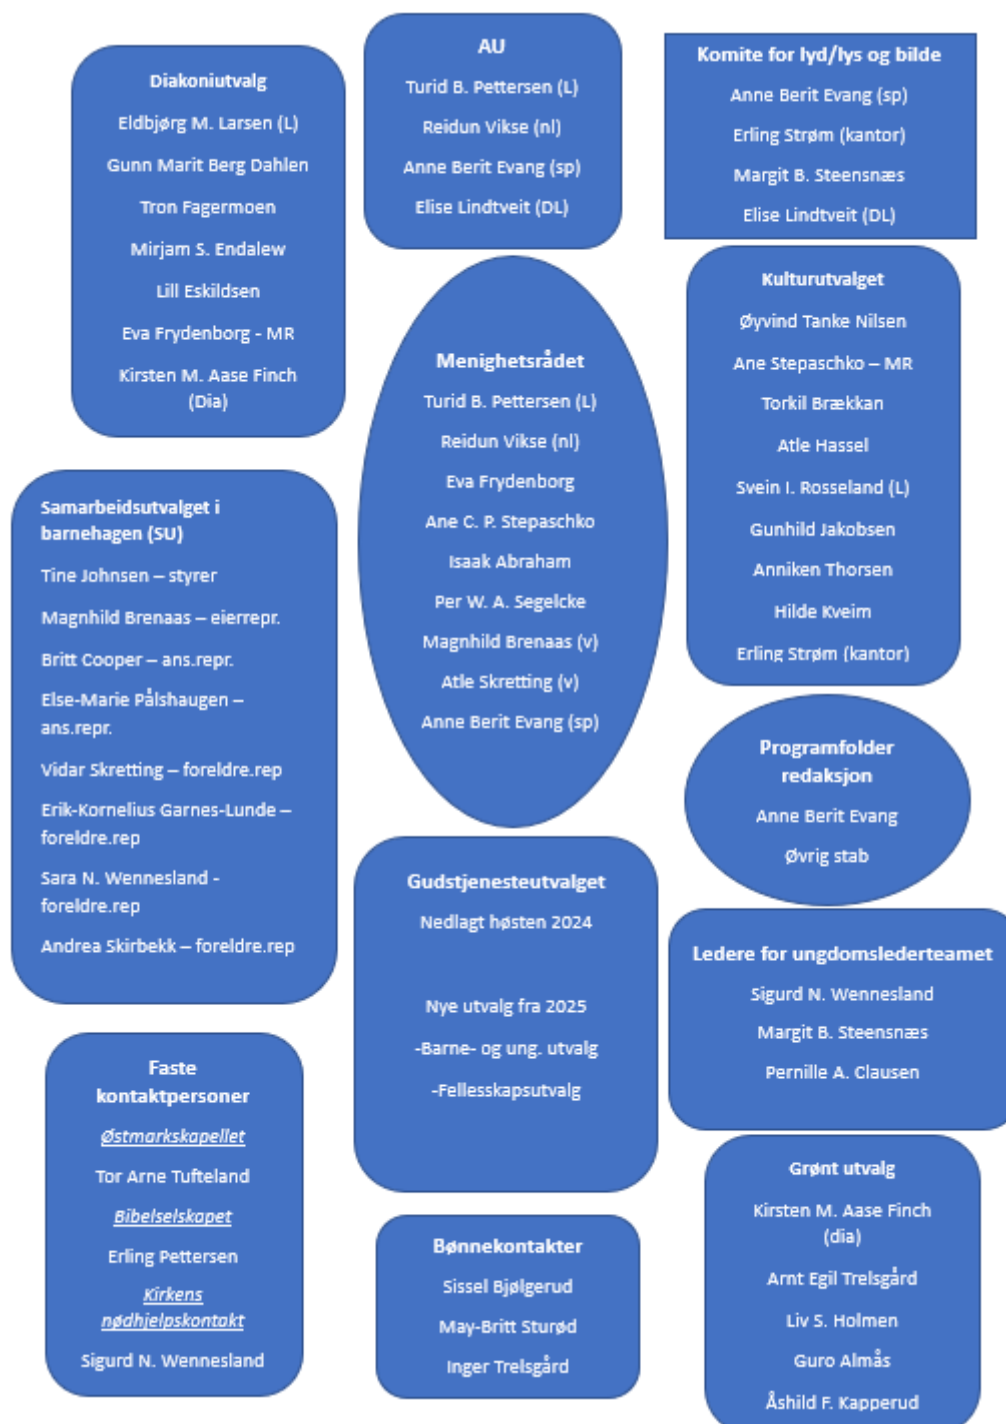 Diakoniutvalg
Eldbjørg M. Larsen (L)
Gunn Marit Berg Dahlen
Tron Fagermoen
Mirjam S. Endalew
Lill Eskildsen
Eva Frydenborg - MR
Kirsten M. Aase Finch
(Dia)
AU
Turid B. Pettersen (L)
Reidun Vikse (nl)
Anne Berit Evang (sp)
Elise Lindtveit (DL)
Komite for lyd/lys og bilde
Anne Berit Evang (sp)
Erling Strøm (kantor)
Margit B. Steensnæs
Elise Lindtveit (DL)
Menighetsrådet
Turid B. Pettersen (L)
Reidun Vikse (nl)
Eva Frydenborg
Ane C. P. Stepaschko
Isaak Abraham
Per W. A. Segelcke
Magnhild Brenaas (v)
Atle Skretting (v)
Anne Berit Evang (sp)
Kulturutvalget
Øyvind Tanke Nilsen
Ane Stepaschko – MR
Torkil Brækkan
Atle Hassel
Svein I. Rosseland (L)
Gunhild Jakobsen
Anniken Thorsen
Hilde Kveim
Erling Strøm (kantor)
Samarbeidsutvalget i
barnehagen (SU)
Tine Johnsen – styrer
Magnhild Brenaas – eierrepr.
Britt Cooper – ans.repr.
Else-Marie Pålshaugen –
ans.repr.
Vidar Skretting – foreldre.rep
Erik-Kornelius Garnes-Lunde –
foreldre.rep
Sara N. Wennesland -
foreldre.rep
Andrea Skirbekk – foreldre.rep
Programfolder
redaksjon
Anne Berit Evang
Øvrig stab
Gudstjenesteutvalget
Nedlagt høsten 2024
Nye utvalg fra 2025
-Barne- og ung. utvalg
-Fellesskapsutvalg
Ledere for ungdomslederteamet
Sigurd N. Wennesland
Margit B. Steensnæs
Pernille A. Clausen
Faste
kontaktpersoner
Østmarkskapellet
Tor Arne Tufteland
Bibelselskapet
Erling Pettersen
Kirkens
nødhjelpskontakt
Sigurd N. Wennesland
Bønnekontakter
Sissel Bjølgerud
May-Britt Sturød
Inger Trelsgård
Grønt utvalg
Kirsten M. Aase Finch
(dia)
Arnt Egil Trelsgård
Liv S. Holmen
Guro Almås
Åshild F. Kapperud